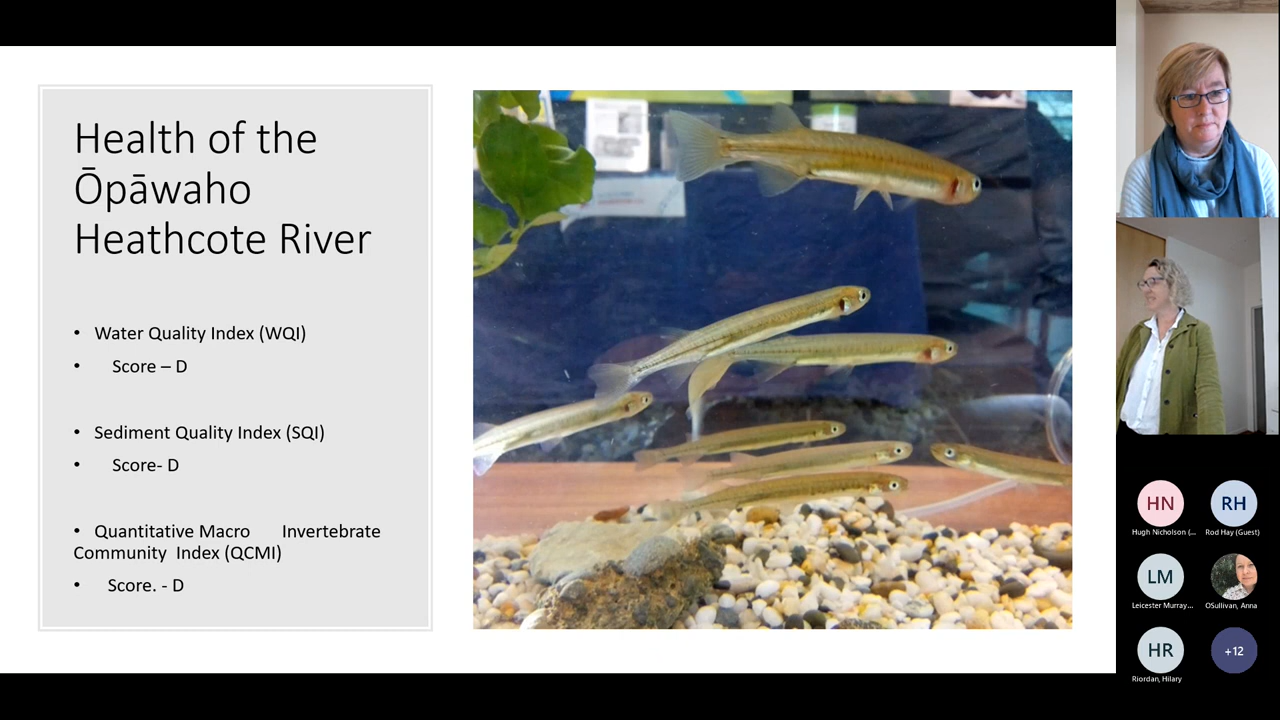 Health of the
Ōpāwaho
Heathcote River
• Water Quality Index (WQI)
• Score – D
• Sediment Quality Index (SQI)
• Score- D
• Quantitative Macro Invertebrate
Community Index (QCMI)
• Score. - D
HN
Hugh Nicholson (...
RH
Rod Hay (Guest)
LM
Leicester Murray...
OSullivan, Anna
HR
Riordan, Hilary
+12